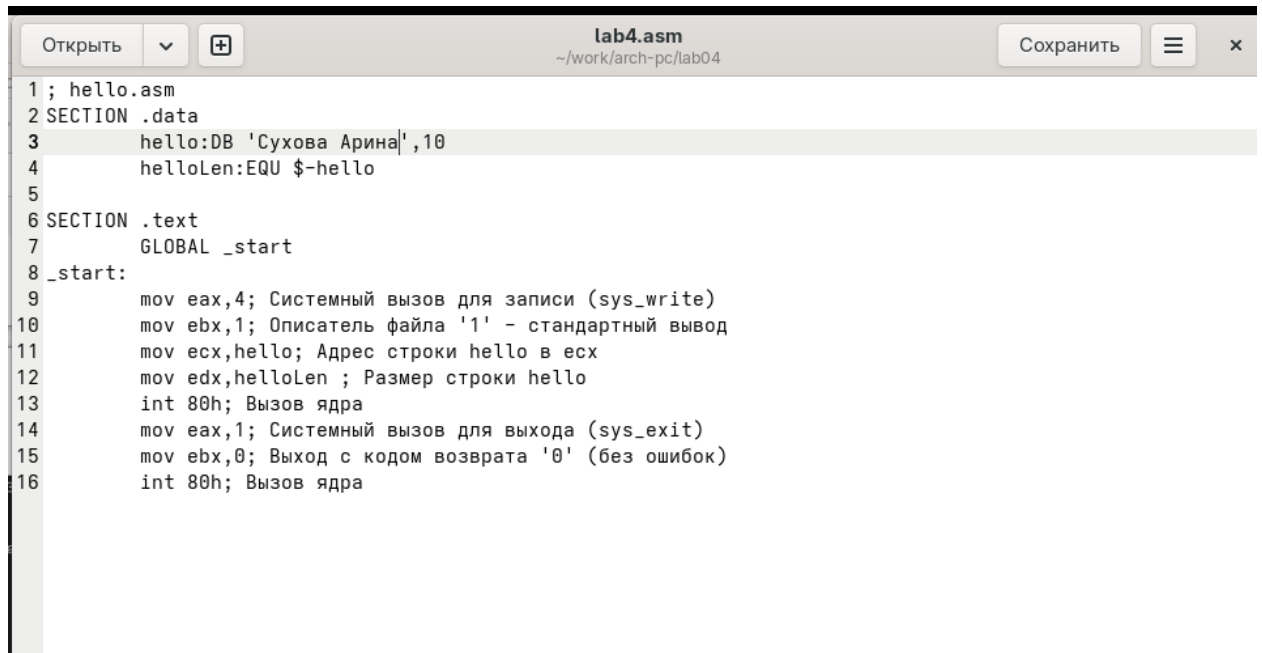 Открыть
lab4.asm
~/work/arch-pc/lab04
Сохранить
1 ; hello.asm
2 SECTION .data
3 hello:DB 'Сухова Арина',10
4 helloLen:EQU $-hello
5
6 SECTION .text
7 GLOBAL _start
8 _start:
9 mov eax,4; Системный вызов для записи (sys_write)
10 mov ebx,1; Описатель файла '1' - стандартный вывод
11 mov ecx,hello; Адрес строки hello в ecx
12 mov edx,helloLen ; Размер строки hello
13 int 80h; Вызов ядра
14 mov eax,1; Системный вызов для выхода (sys_exit)
15 mov ebx,0; Выход с кодом возврата '0' (без ошибок)
16 int 80h; Вызов ядра